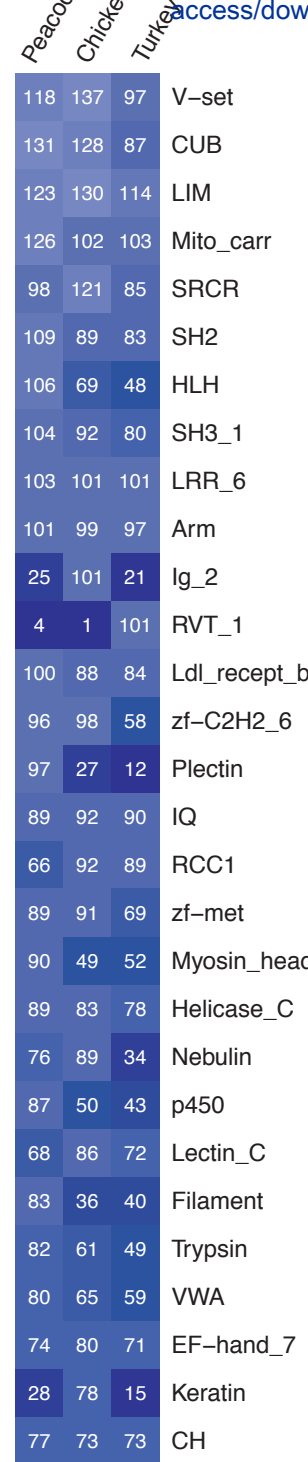 Turkey
118 137 97 V−set
131 128 87 CUB
123 130 114 LIM
126 102 103 Mito_carr
98 121 85 SRCR
109 89 83 SH2
106 69 48 HLH
104 92 80 SH3_1
103 101 101 LRR_6
101 99 97 Arm
25 101 21 Ig_2
4 1 101 RVT_1
100 88 84 Ldl_recept_b
96 98 58 zf−C2H2_6
97 27 12 Plectin
89 92 90 IQ
66 92 89 RCC1
89 91 69 zf−met
90 49 52 Myosin_head
89 83 78 Helicase_C
76 89 34 Nebulin
87 50 43 p450
68 86 72 Lectin_C
83 36 40 Filament
82 61 49 Trypsin
80 65 59 VWA
74 80 71 EF−hand_7
28 78 15 Keratin
77 73 73 CH